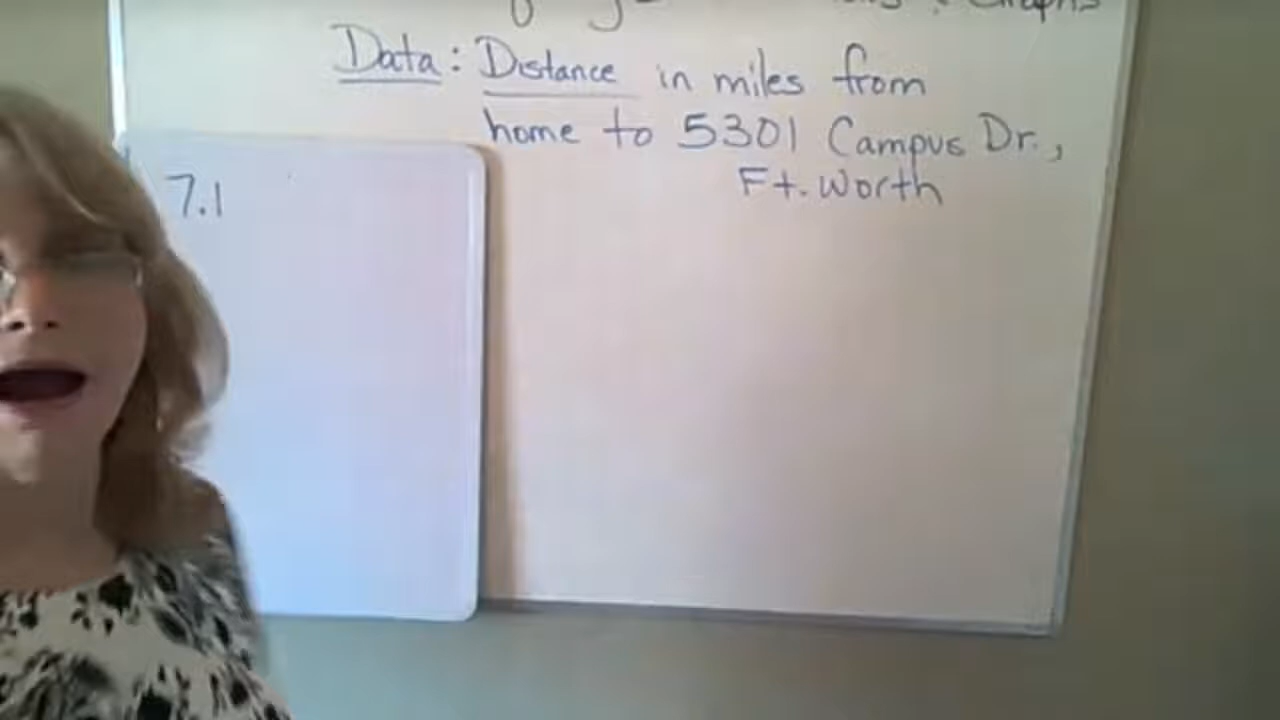 Graphs
Data: Distance in miles from
home to 5301 Campus Dr.,
Ft. Worth
7.1